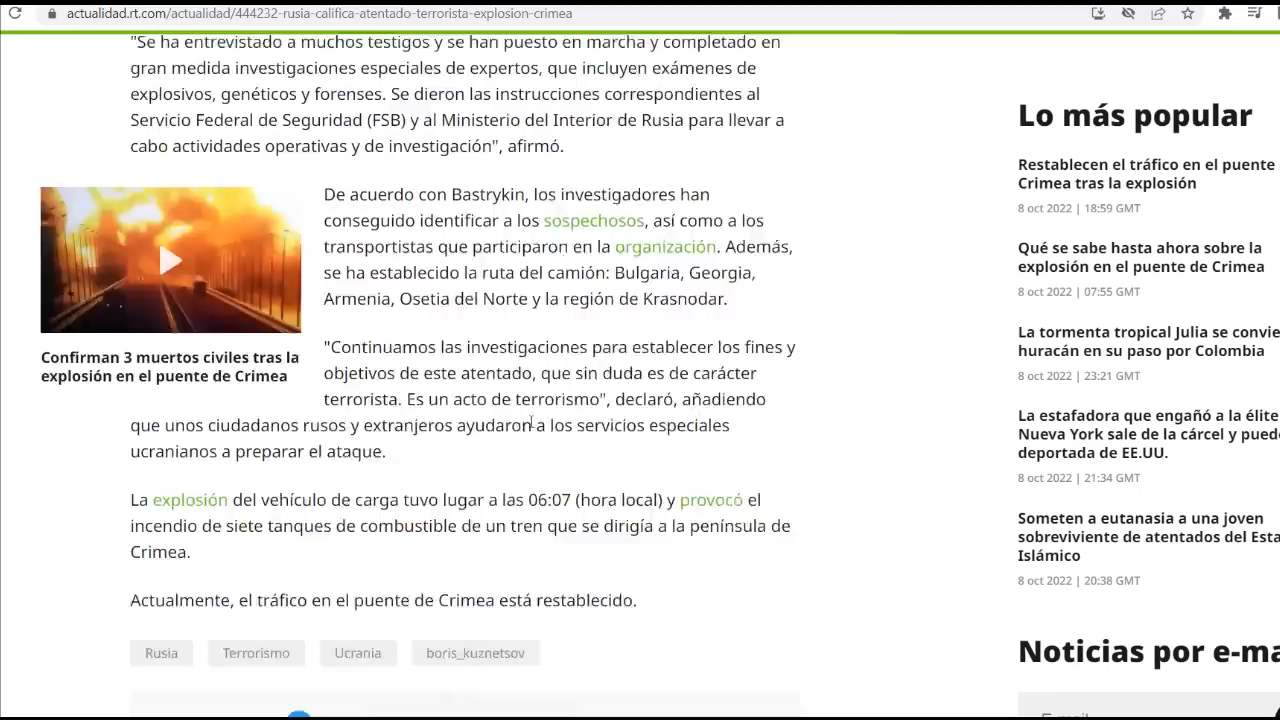 actualidad.rt.com/actualidad/444232-rusia-califica-atentado-terrorista-explosion-crimea
"Se ha entrevistado a muchos testigos y se han puesto en marcha y completado en
gran medida investigaciones especiales de expertos, que incluyen exámenes de
explosivos, genéticos y forenses. Se dieron las instrucciones correspondientes al
Servicio Federal de Seguridad (FSB) y al Ministerio del Interior de Rusia para llevar a
cabo actividades operativas y de investigación", afirmó.
De acuerdo con Bastrykin, los investigadores han
conseguido identificar a los sospechosos, así como a los
transportistas que participaron en la organización. Además,
se ha establecido la ruta del camión: Bulgaria, Georgia,
Armenia, Osetia del Norte y la región de Krasnodar.
Confirman 3 muertos civiles tras la
explosión en el puente de Crimea
"Continuamos las investigaciones para establecer los fines y
objetivos de este atentado, que sin duda es de carácter
terrorista. Es un acto de terrorismo", declaró, añadiendo
que unos ciudadanos rusos y extranjeros ayudaron a los servicios especiales
ucranianos a preparar el ataque.
La explosión del vehículo de carga tuvo lugar a las 06:07 (hora local) y provocó el
incendio de siete tanques de combustible de un tren que se dirigía a la península de
Crimea.
Actualmente, el tráfico en el puente de Crimea está restablecido.
Rusia
Terrorismo
Ucrania
boris_kuznetsov
Lo más popular
Restablecen el tráfico en el puente
Crimea tras la explosión
8 oct 2022 | 18:59 GMT
Qué se sabe hasta ahora sobre la
explosión en el puente de Crimea
8 oct 2022 | 07:55 GMT
La tormenta tropical Julia se convie
huracán en su paso por Colombia
8 oct 2022 | 23:21 GMT
La estafadora que engañó a la élite
Nueva York sale de la cárcel y pued
deportada de EE.UU.
8 oct 2022 | 21:34 GMT
Someten a eutanasia a una joven
sobreviviente de atentados del Esta
Islámico
8 oct 2022 | 20:38 GMT
Noticias por e-ma